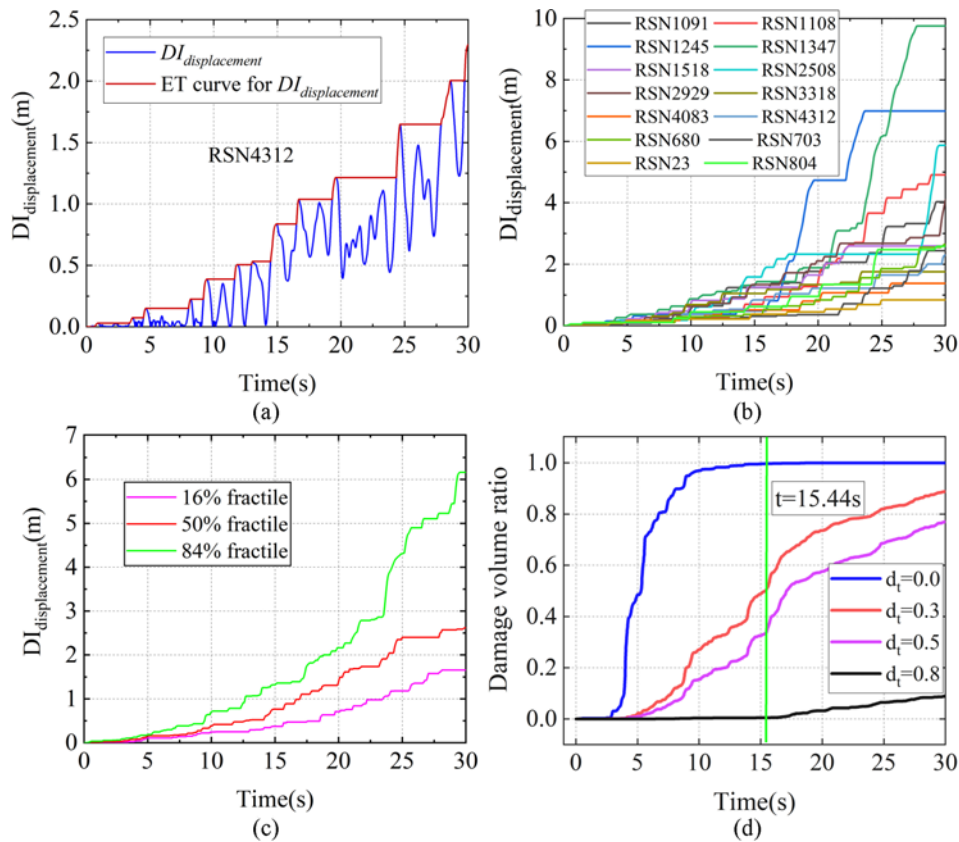 2.5
2.0
1.5
1.0
0.5
0.0
DI_displacement(m)
DI_displacement
ET curve for DI_displacement
RSN4312
0 5 10 15 20 25 30
Time(s)
(a)
10
8
6
4
2
0
DI_displacement(m)
RSN1091 RSN1108
RSN1245 RSN1347
RSN1518 RSN2508
RSN2929 RSN3318
RSN4083 RSN4312
RSN680 RSN703
RSN23 RSN804
0 5 10 15 20 25 30
Time(s)
(b)
7
6
5
4
3
2
1
0
DI_displacement(m)
16% fractile
50% fractile
84% fractile
0 5 10 15 20 25 30
Time(s)
(c)
1.0
0.8
0.6
0.4
0.2
0.0
Damage volume ratio
t=15.44s
d_t=0.0
d_t=0.3
d_t=0.5
d_t=0.8
0 5 10 15 20 25 30
Time(s)
(d)